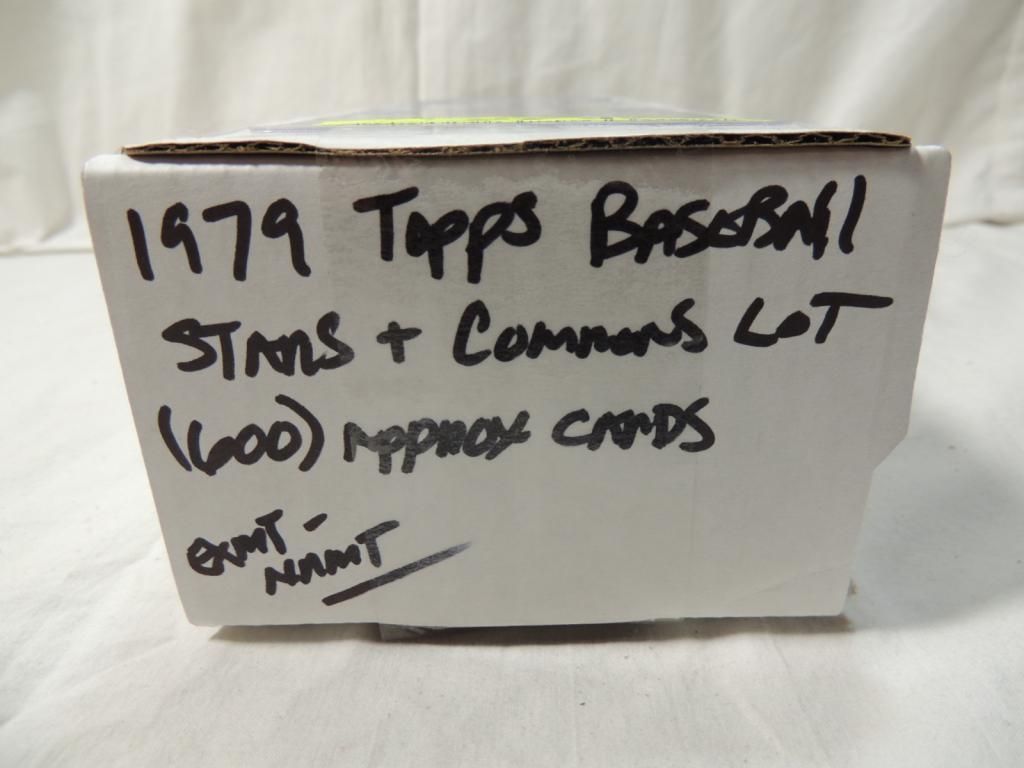 1979 Topps BASEBALL
STARS + COMMONS LOT
(600) APPROX CARDS
EXMT -
NRMT